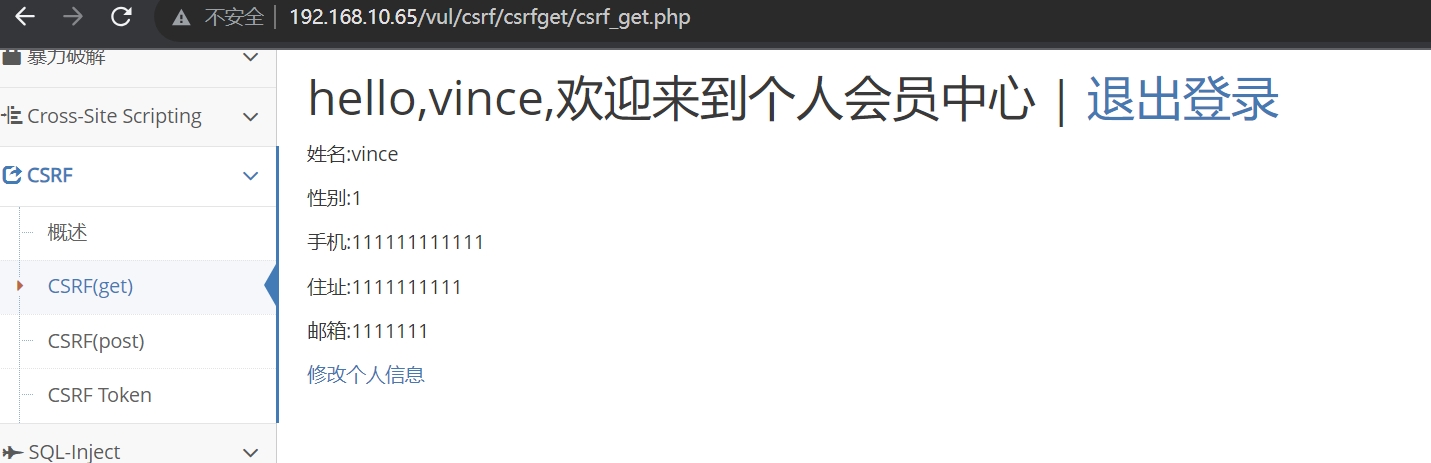 不安全 | 192.168.10.65/vul/csrf/csrfget/csrf_get.php
暴力破解
Cross-Site Scripting
CSRF
概述
CSRF(get)
CSRF(post)
CSRF Token
SQL-Inject
hello,vince,欢迎来到个人会员中心 | 退出登录
姓名:vince
性别:1
手机:111111111111
住址:1111111111
邮箱:1111111
修改个人信息